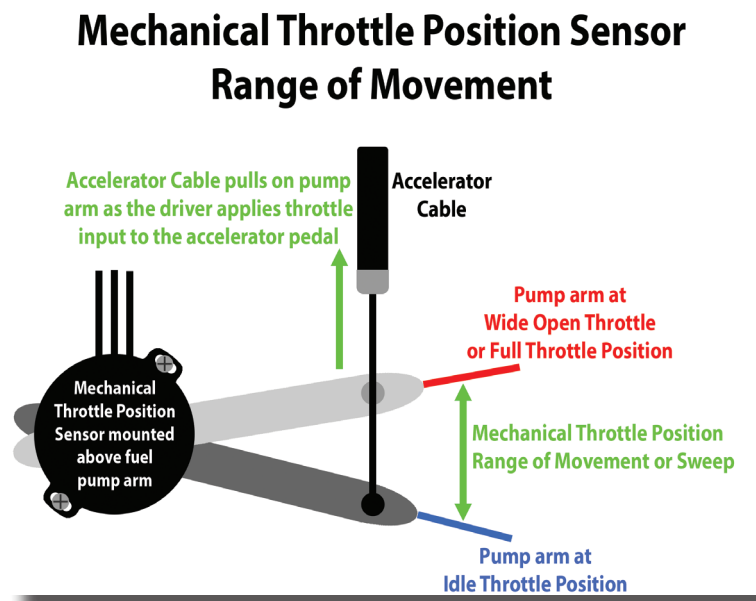 Mechanical Throttle Position Sensor
Range of Movement
Accelerator Cable pulls on pump
arm as the driver applies throttle
input to the accelerator pedal
Accelerator
Cable
Pump arm at
Wide Open Throttle
or Full Throttle Position
Mechanical
Throttle Position
Sensor mounted
above fuel
pump arm
Mechanical Throttle Position
Range of Movement or Sweep
Pump arm at
Idle Throttle Position